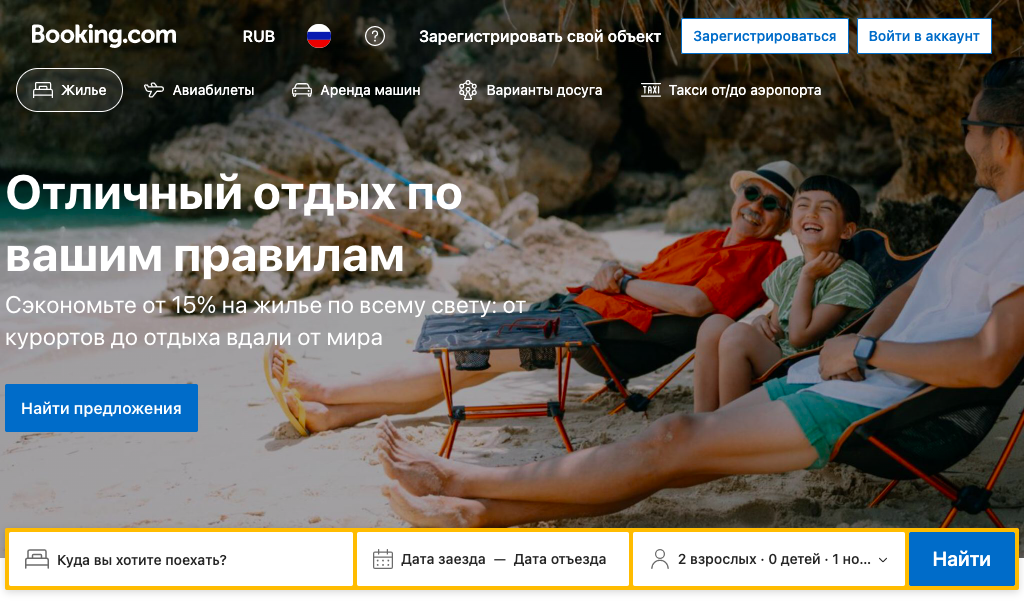 Booking.com
RUB
Зарегистрировать свой объект
Зарегистрироваться
Войти в аккаунт
Жилье
Авиабилеты
Аренда машин
Варианты досуга
TAXI
Такси от/до аэропорта
Отличный отдых по
вашим правилам
Сэкономьте от 15% на жилье по всему свету: от
курортов до отдыха вдали от мира
Найти предложения
Куда вы хотите поехать?
Дата заезда — Дата отъезда
2 взрослых · 0 детей · 1 но...
Найти